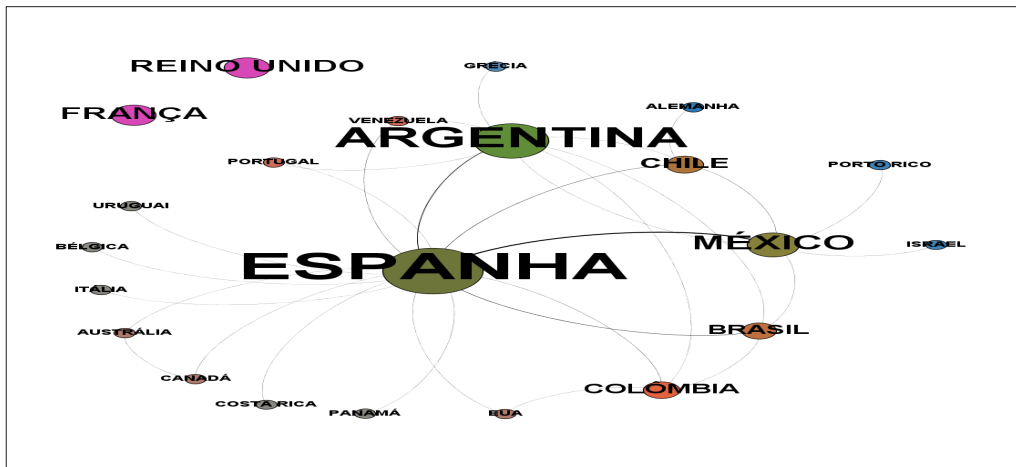 REINO UNIDO
GRÉCIA
FRANÇA
ALEMANHA
VENEZUELA
ARGENTINA
PORTUGAL
CHILE
PORTO RICO
URUGUAI
BÉLGICA
MÉXICO
ISRAEL
ESPANHA
ITÁLIA
AUSTRÁLIA
BRASIL
CANADÁ
COLÔMBIA
COSTA RICA
PANAMÁ
EUA